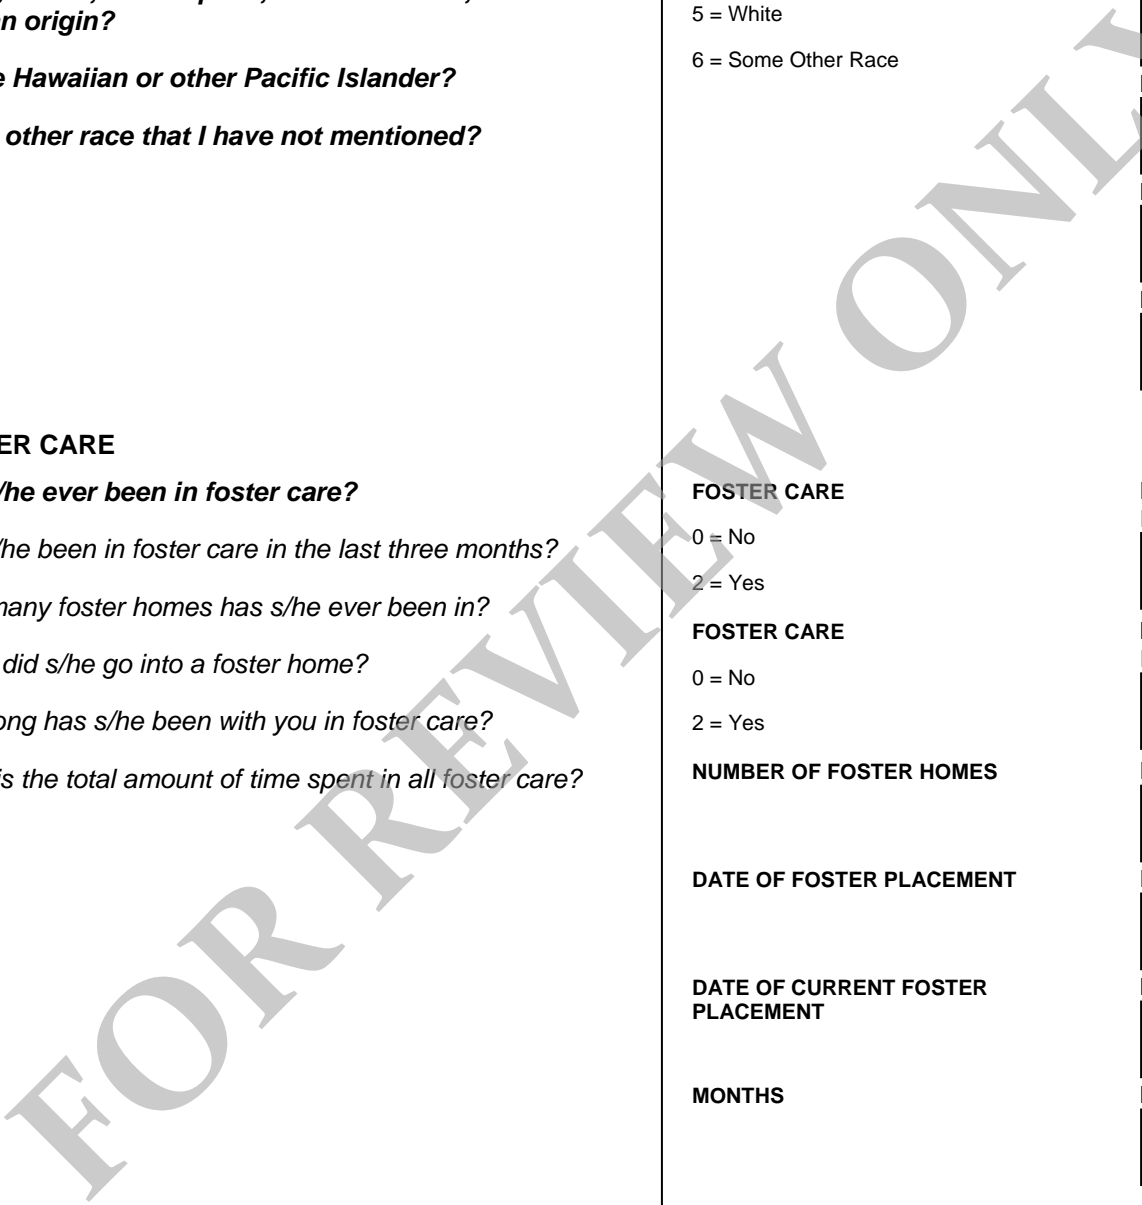 n origin?
e Hawaiian or other Pacific Islander?
other race that I have not mentioned?
ER CARE
/he ever been in foster care?
/he been in foster care in the last three months?
many foster homes has s/he ever been in?
did s/he go into a foster home?
ong has s/he been with you in foster care?
is the total amount of time spent in all foster care?
5 = White
6 = Some Other Race
FOSTER CARE
0 = No
2 = Yes
FOSTER CARE
0 = No
2 = Yes
NUMBER OF FOSTER HOMES
DATE OF FOSTER PLACEMENT
DATE OF CURRENT FOSTER
PLACEMENT
MONTHS
FOR REVIEW ONLY